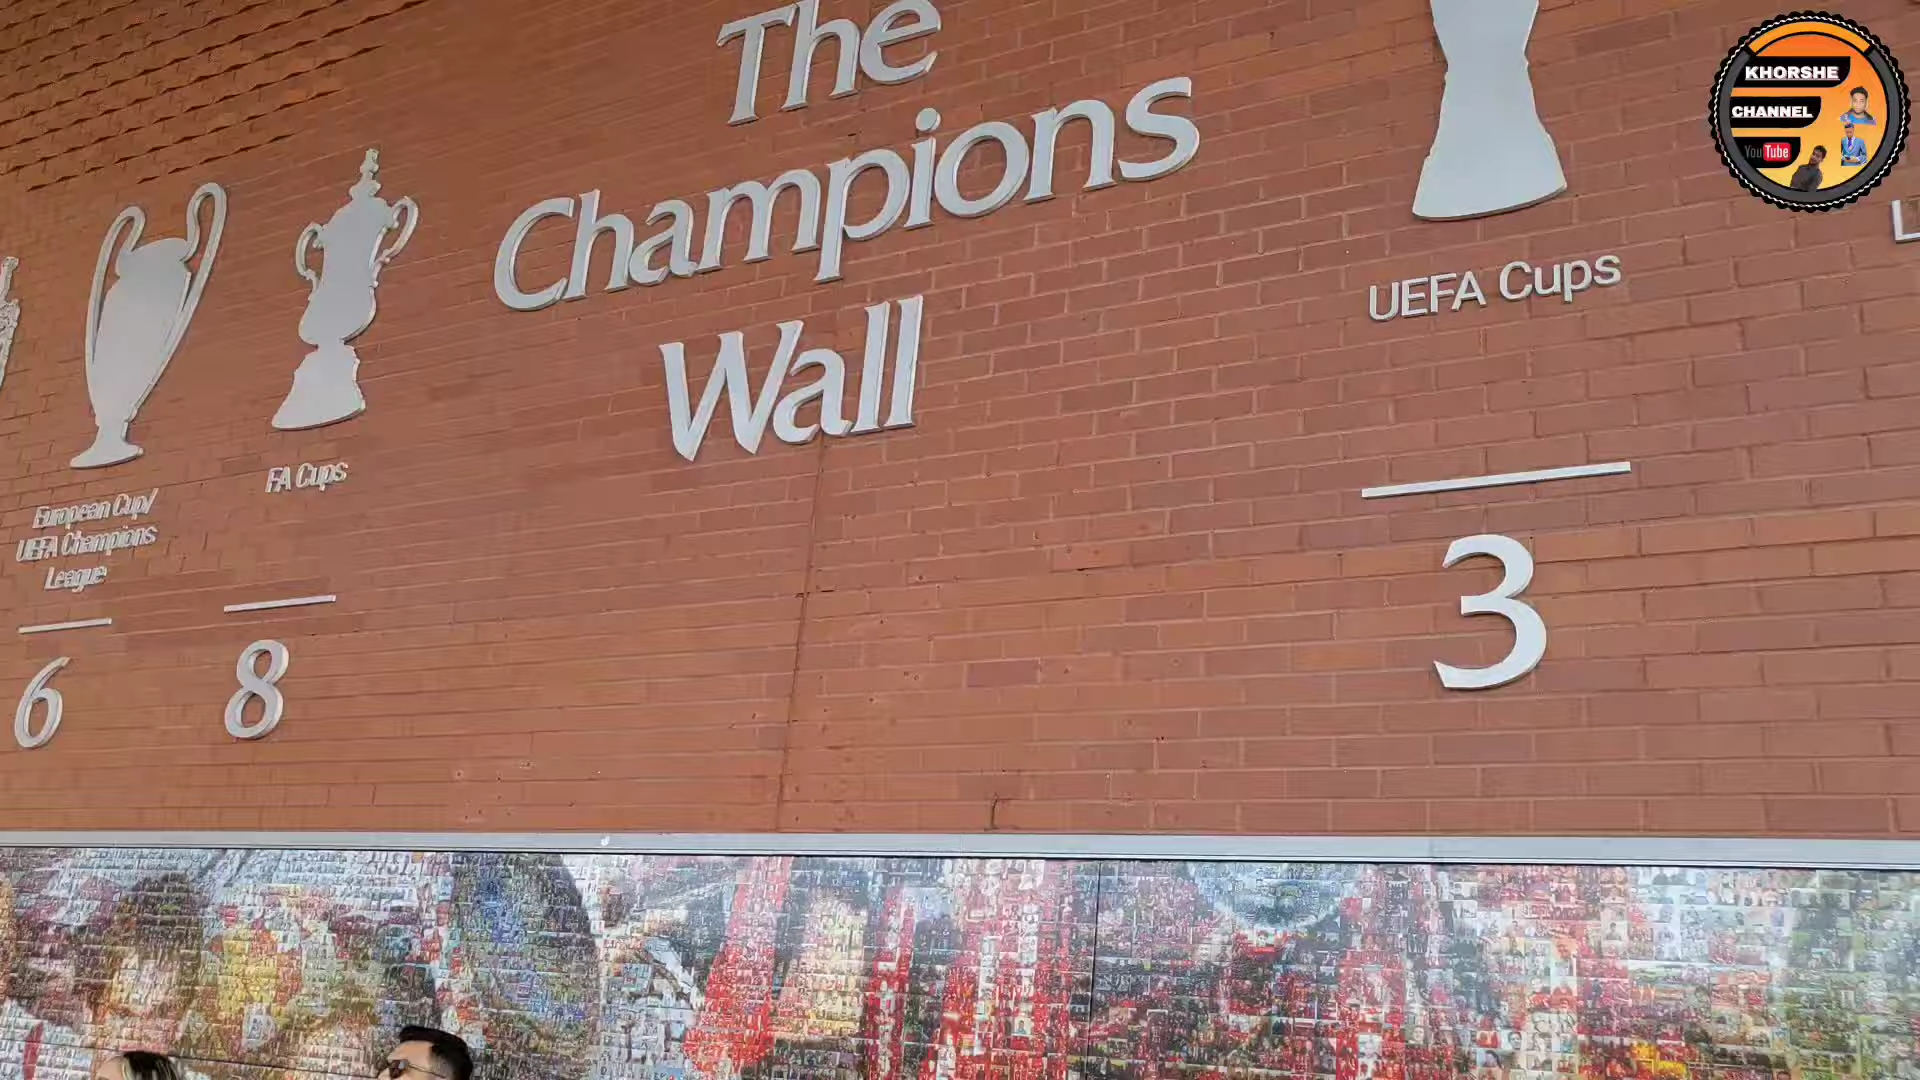 The
Champions
Wall
European Cup/
UEFA Champions
League
6
FA Cups
8
UEFA Cups
3
KHORSHE
CHANNEL
YouTube